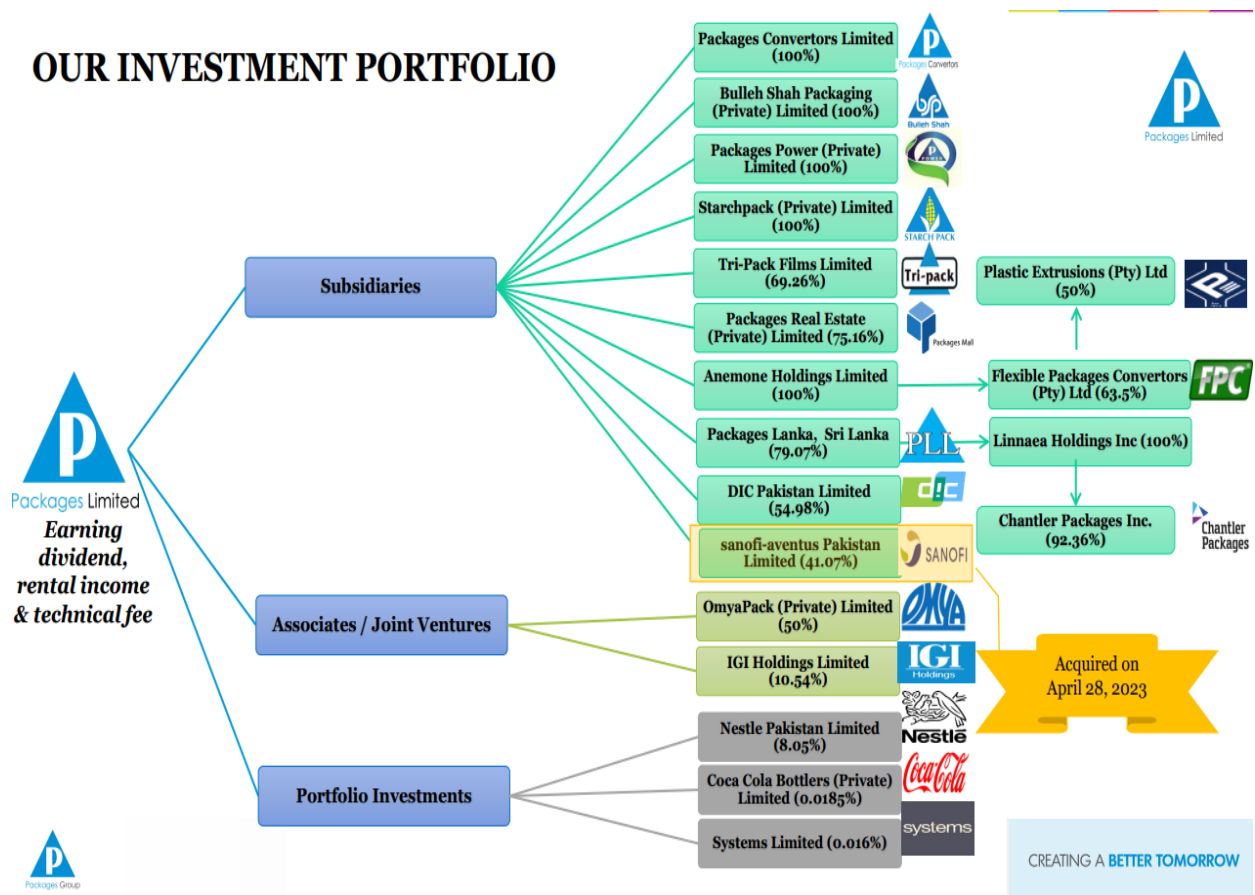 OUR INVESTMENT PORTFOLIO
Packages Limited
Earning
dividend,
rental income
& technical fee
Subsidiaries
Packages Convertors Limited
(100%)
P
Packages Convertors
Bulleh Shah Packaging
(Private) Limited (100%)
bsp
Bulleh Shah
Packages Power (Private)
Limited (100%)
P
POWER
Starchpack (Private) Limited
(100%)
STARCH PACK
Tri-Pack Films Limited
(69.26%)
Tri-pack
Packages Real Estate
(Private) Limited (75.16%)
Packages Mall
Anemone Holdings Limited
(100%)
Flexible Packages Convertors
(Pty) Ltd (63.5%)
FPC
Plastic Extrusions (Pty) Ltd
(50%)
Packages Lanka, Sri Lanka
(79.07%)
PLL
Linnaea Holdings Inc (100%)
Chantler Packages Inc.
(92.36%)
Chantler
Packages
DIC Pakistan Limited
(54.98%)
dic
sanofi-aventus Pakistan
Limited (41.07%)
SANOFI
Acquired on
April 28, 2023
Associates / Joint Ventures
OmyaPack (Private) Limited
(50%)
OMYA
IGI Holdings Limited
(10.54%)
IGI
Holdings
Portfolio Investments
Nestle Pakistan Limited
(8.05%)
Nestlé
Coca Cola Bottlers (Private)
Limited (0.0185%)
Coca-Cola
Systems Limited (0.016%)
systems
P
Packages Limited
P
P
Packages Group
CREATING A BETTER TOMORROW